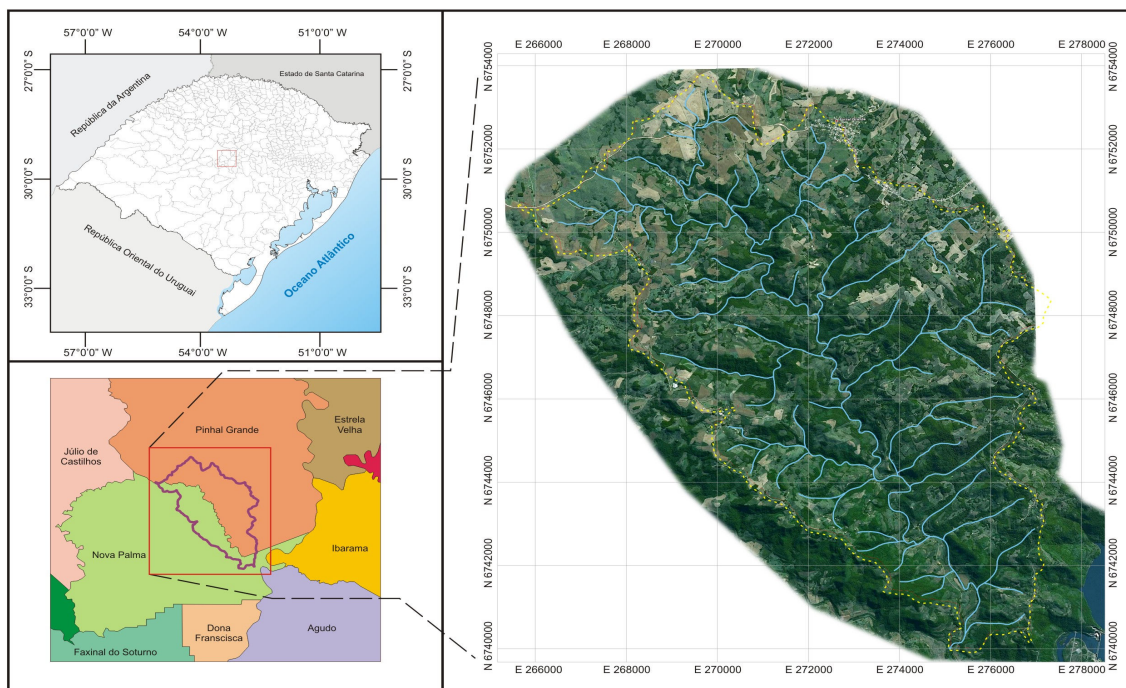 57°0'0" W
54°0'0" W
51°0'0" W
27°0'0" S
27°0'0" S
30°0'0" S
30°0'0" S
33°0'0" S
33°0'0" S
57°0'0" W
54°0'0" W
51°0'0" W
Estado de Santa Catarina
República da Argentina
República Oriental do Uruguai
Oceano Atlântico
Pinhal Grande
Estrela
Velha
Júlio de
Castilhos
Nova Palma
Ibarama
Dona
Franscisca
Agudo
Faxinal do Soturno
E 266000
E 268000
E 270000
E 272000
E 274000
E 276000
E 278000
N 6754000
N 6754000
N 6752000
N 6752000
N 6750000
N 6750000
N 6748000
N 6748000
N 6746000
N 6746000
N 6744000
N 6744000
N 6742000
N 6742000
N 6740000
N 6740000
E 266000
E 268000
E 270000
E 272000
E 274000
E 276000
E 278000